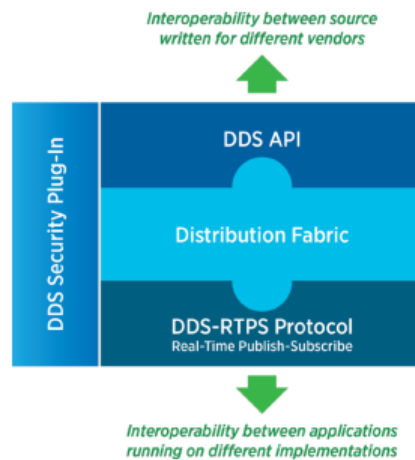 Interoperability between source
written for different vendors
DDS Security Plug-In
DDS API
Distribution Fabric
DDS-RTPS Protocol
Real-Time Publish-Subscribe
Interoperability between applications
running on different implementations